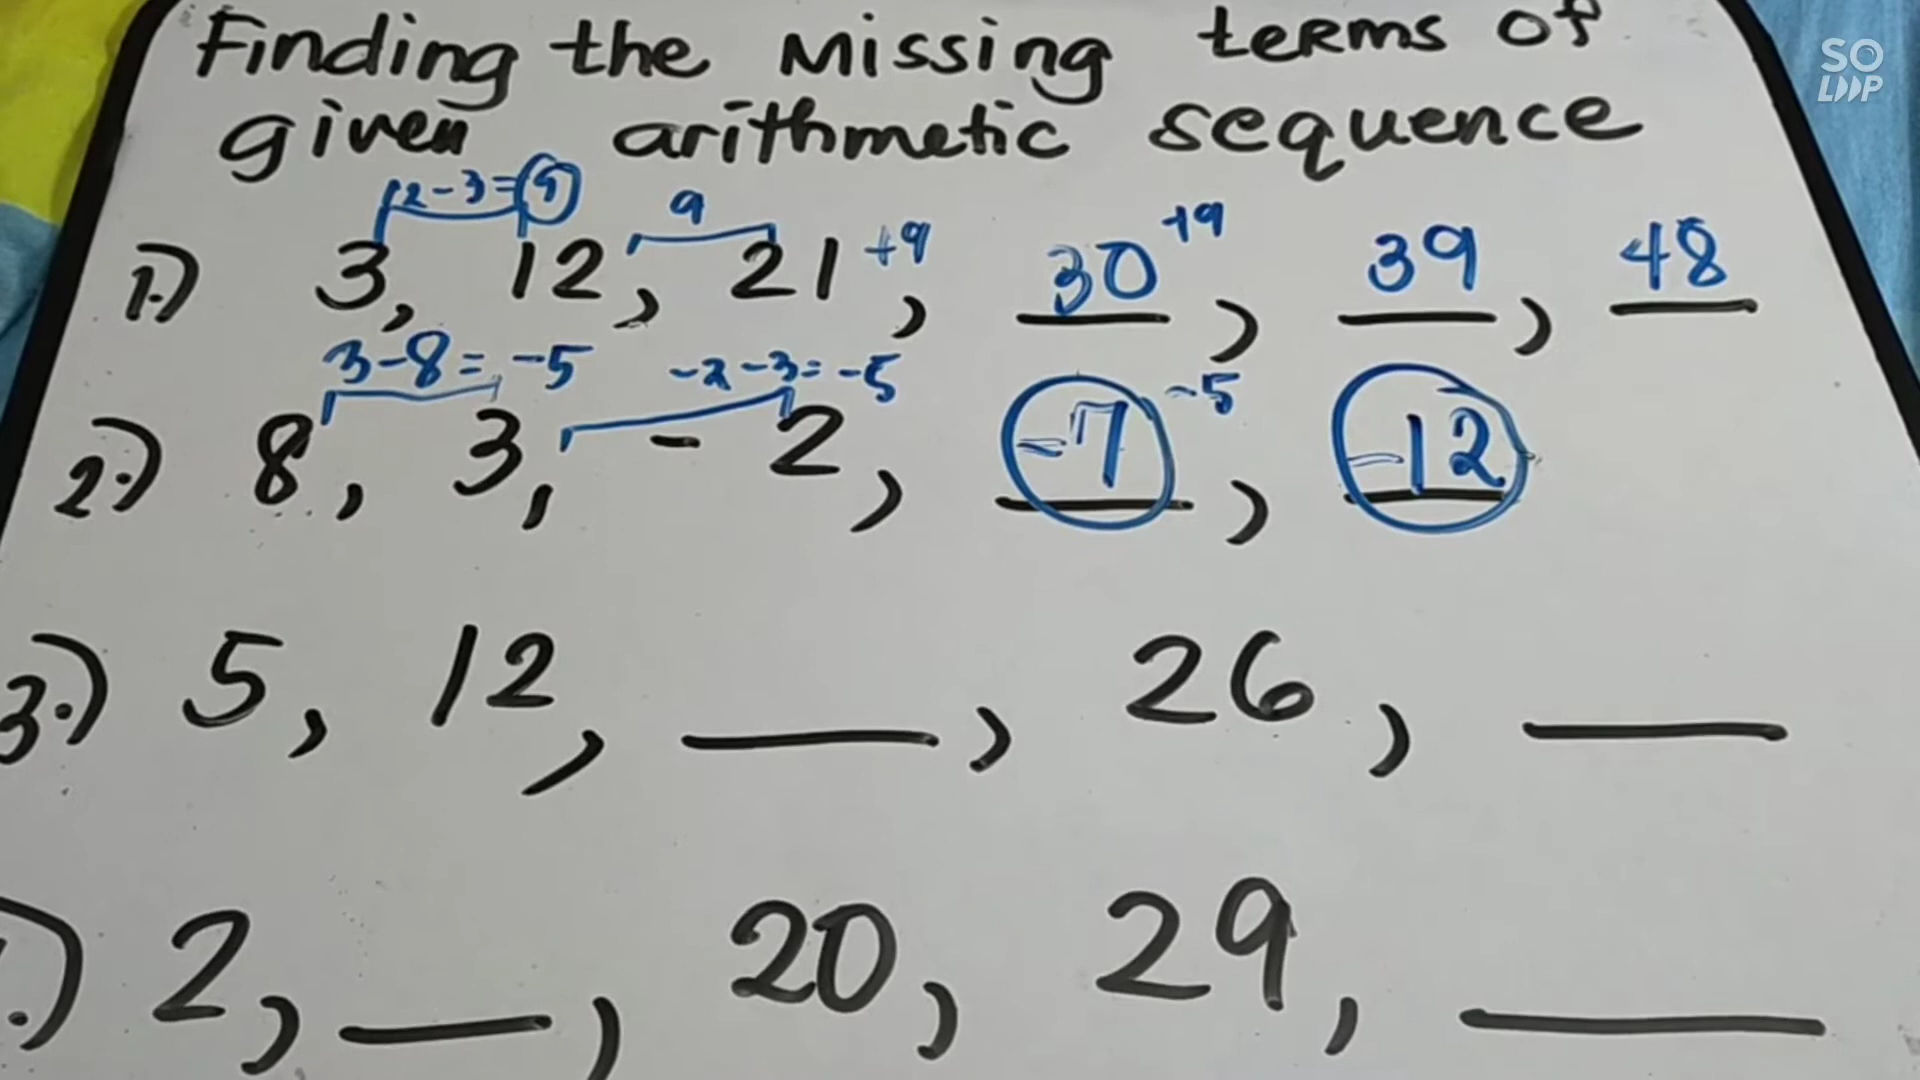 Finding the Missing terms of
given arithmetic sequence
12-3=9 9
1.) 3, 12, 21 +9, 30 +9, 39, 48
3-8= -5 -2-3= -5
2.) 8, 3, -2, -7 -5, -12
3.) 5, 12, ___, 26, ___
.) 2, ___, 20, 29, ___
SO
LOOP